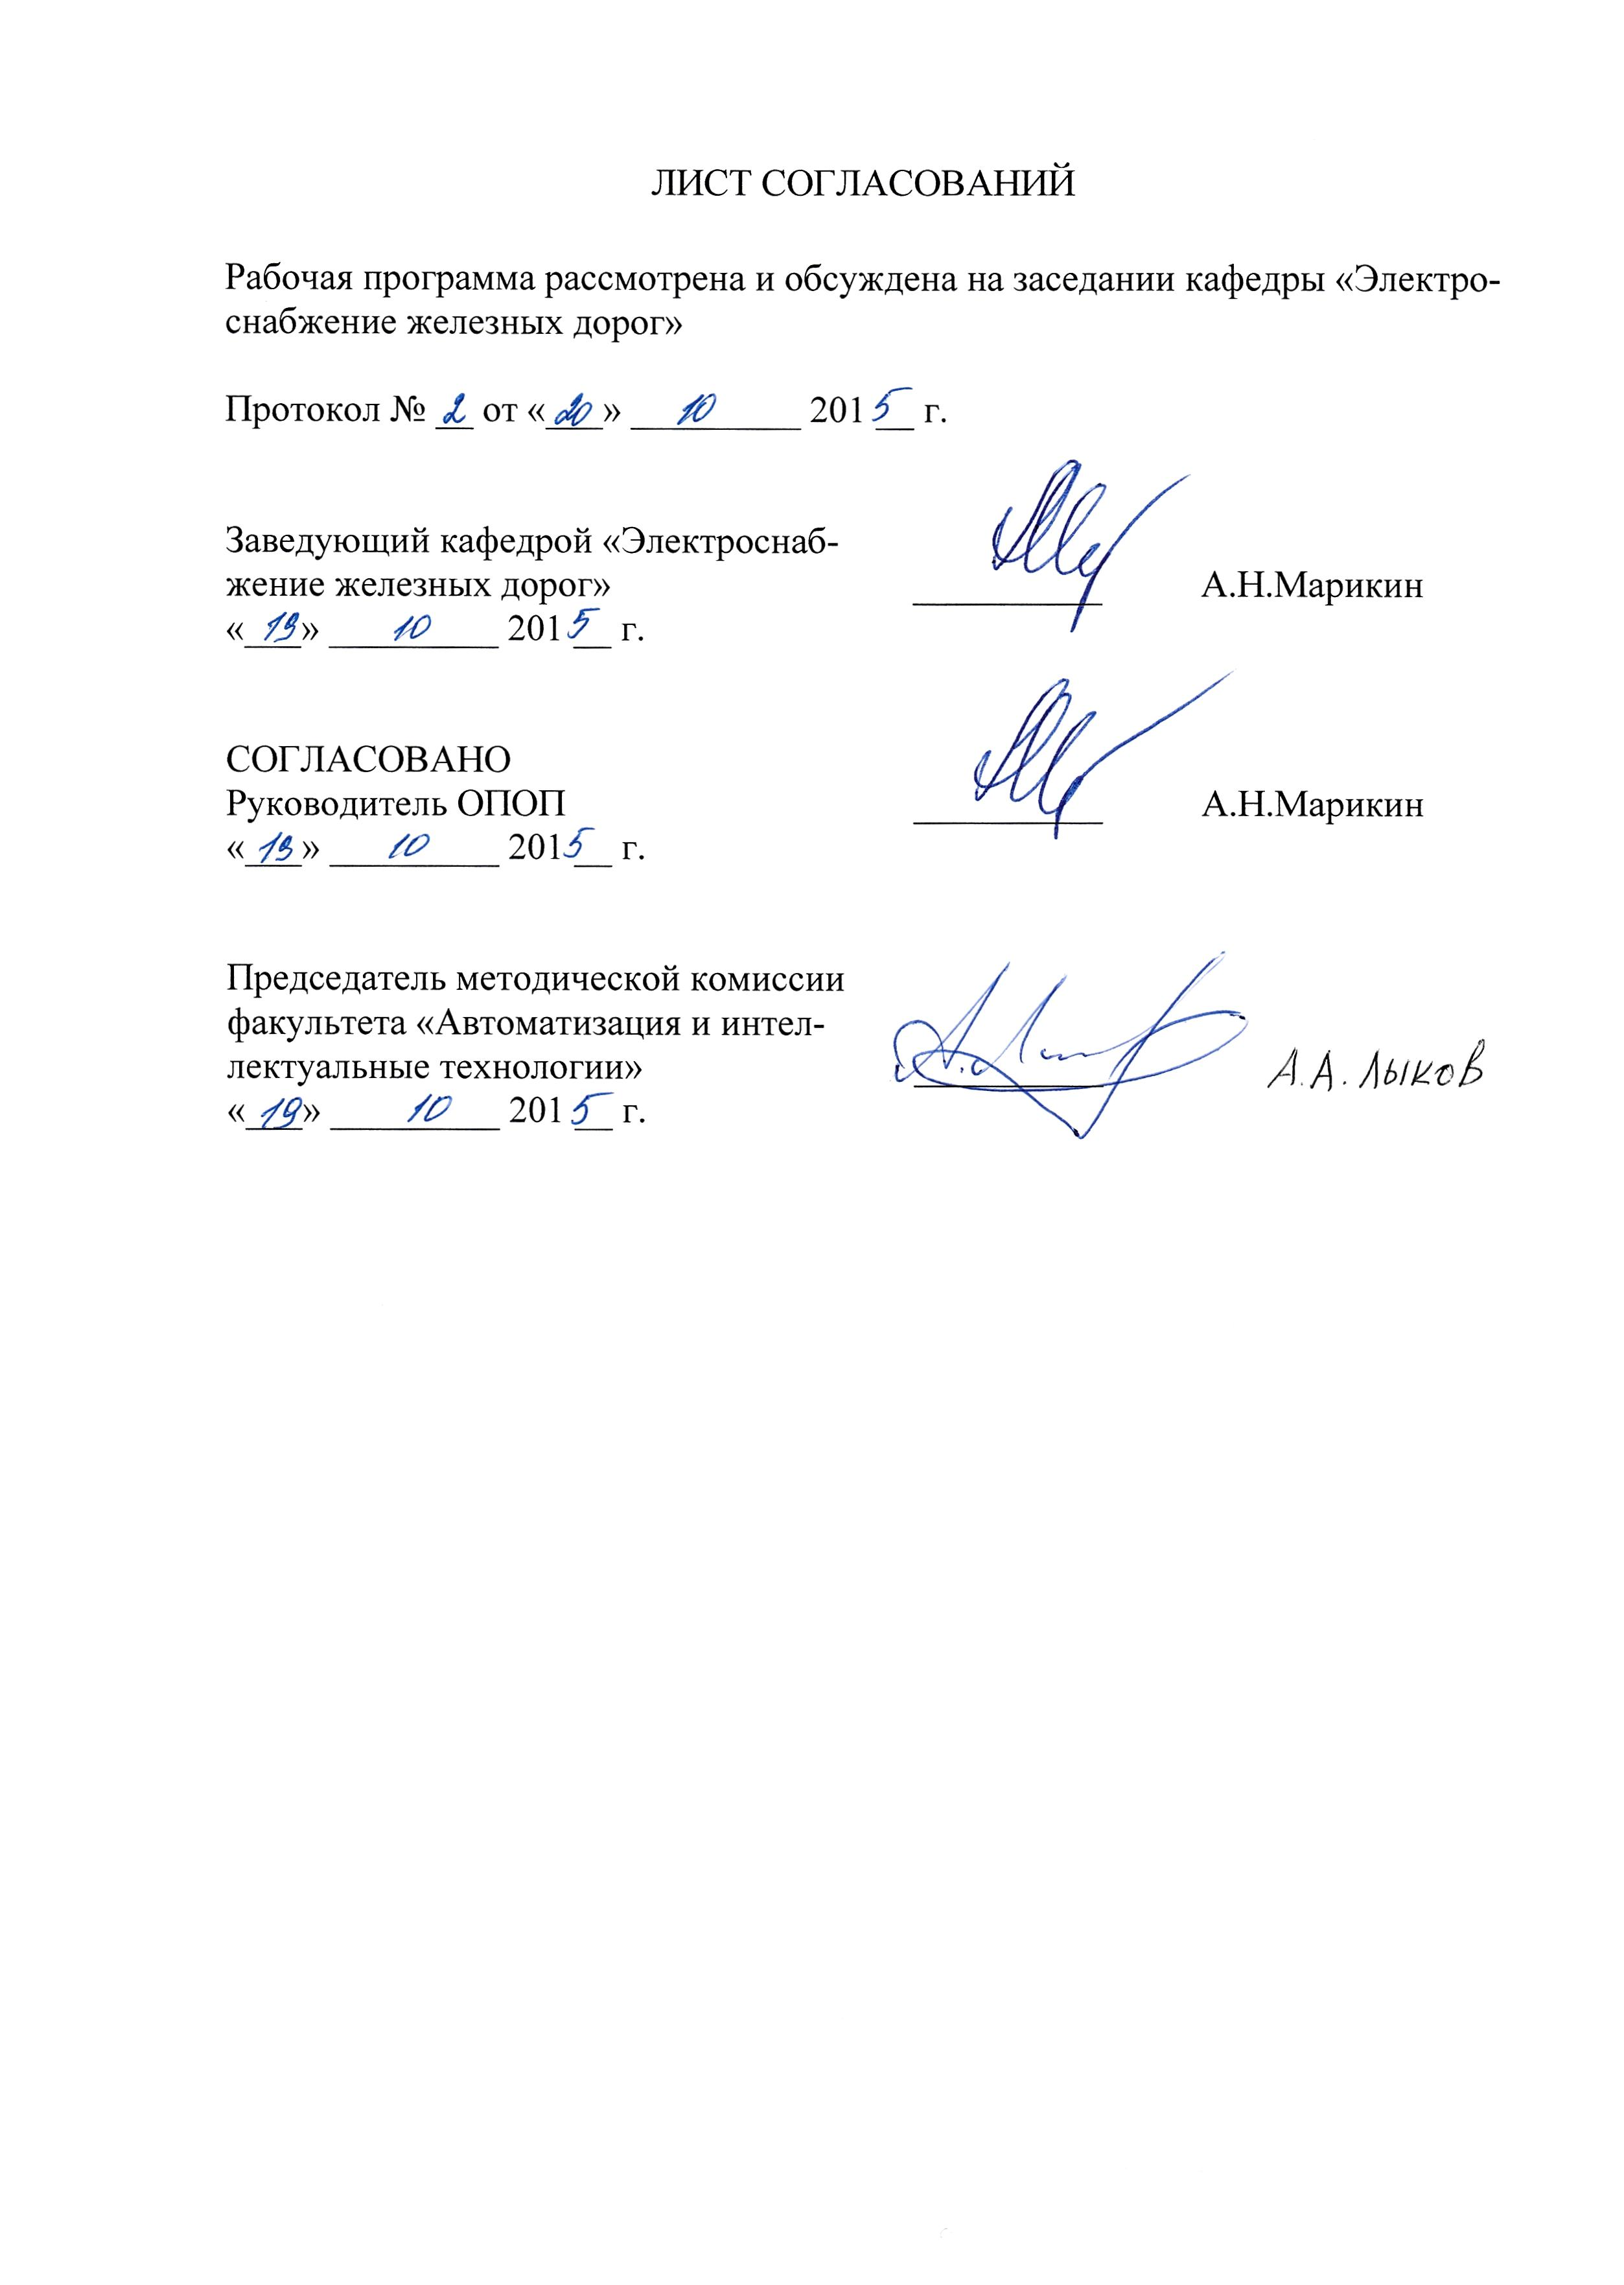 ЛИСТ СОГЛАСОВАНИЙ
Рабочая программа рассмотрена и обсуждена на заседании кафедры «Электро-
снабжение железных дорог»
Протокол № 2 от «20» 10 2015 г.
Заведующий кафедрой «Электроснаб-
жение железных дорог» А.Н.Марикин
«19» 10 2015 г.
СОГЛАСОВАНО
Руководитель ОПОП А.Н.Марикин
«19» 10 2015 г.
Председатель методической комиссии
факультета «Автоматизация и интел-
лектуальные технологии» А.А. Лыков
«19» 10 2015 г.